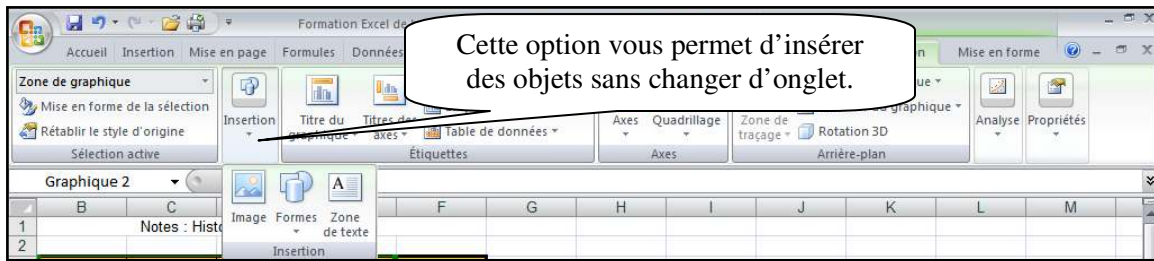 Formation Excel de
Cette option vous permet d'insérer
des objets sans changer d'onglet.
Accueil Insertion Mise en page Formules Données Mise en forme
Zone de graphique
Mise en forme de la sélection
Rétablir le style d'origine
Sélection active
Insertion
Titre du
graphique
Titres des
axes
Table de données
Étiquettes
Axes
Quadrillage
Axes
Zone de
traçage
graphique
Rotation 3D
Arrière-plan
Analyse
Propriétés
Graphique 2
B C F G H I J K L M
1 Notes : Hist
2
Image
Formes
Zone
de texte
Insertion